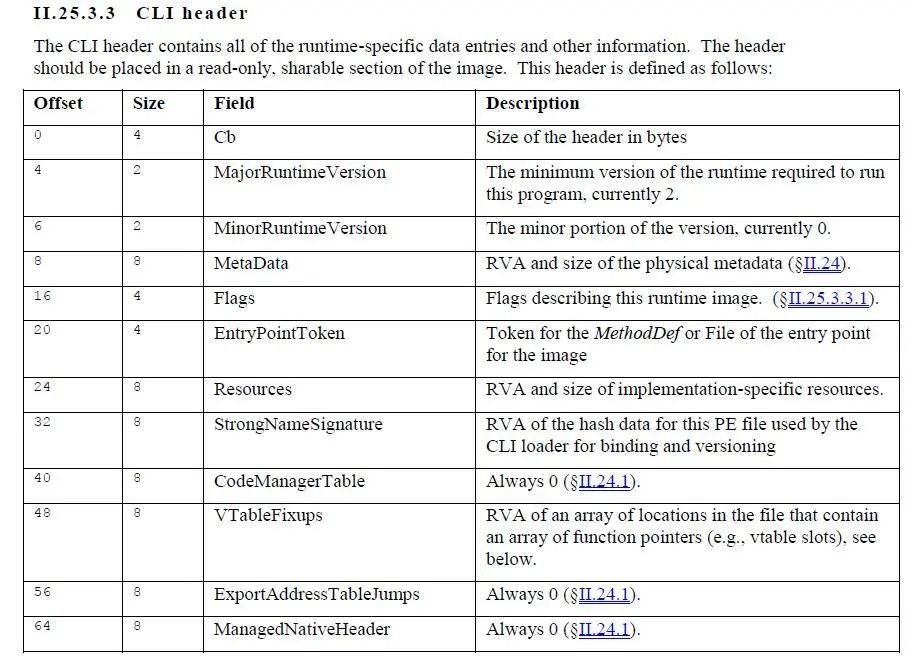 II.25.3.3 CLI header
The CLI header contains all of the runtime-specific data entries and other information. The header
should be placed in a read-only, sharable section of the image. This header is defined as follows:
Offset Size Field Description
0 4 Cb Size of the header in bytes
4 2 MajorRuntimeVersion The minimum version of the runtime required to run
this program, currently 2.
6 2 MinorRuntimeVersion The minor portion of the version, currently 0.
8 8 MetaData RVA and size of the physical metadata (§II.24).
16 4 Flags Flags describing this runtime image. (§II.25.3.3.1).
20 4 EntryPointToken Token for the MethodDef or File of the entry point
for the image
24 8 Resources RVA and size of implementation-specific resources.
32 8 StrongNameSignature RVA of the hash data for this PE file used by the
CLI loader for binding and versioning
40 8 CodeManagerTable Always 0 (§II.24.1).
48 8 VTableFixups RVA of an array of locations in the file that contain
an array of function pointers (e.g., vtable slots), see
below.
56 8 ExportAddressTableJumps Always 0 (§II.24.1).
64 8 ManagedNativeHeader Always 0 (§II.24.1).